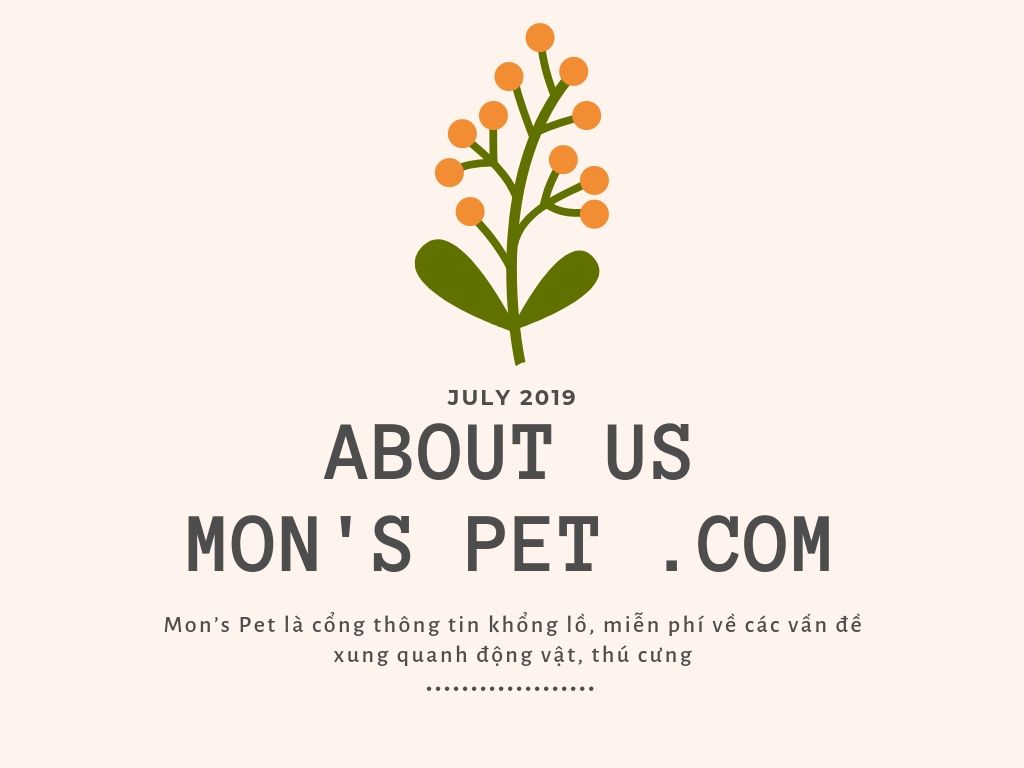 JULY 2019
ABOUT US
MON'S PET .COM
Mon’s Pet là cổng thông tin khổng lồ, miễn phí về các vấn đề
xung quanh động vật, thú cưng